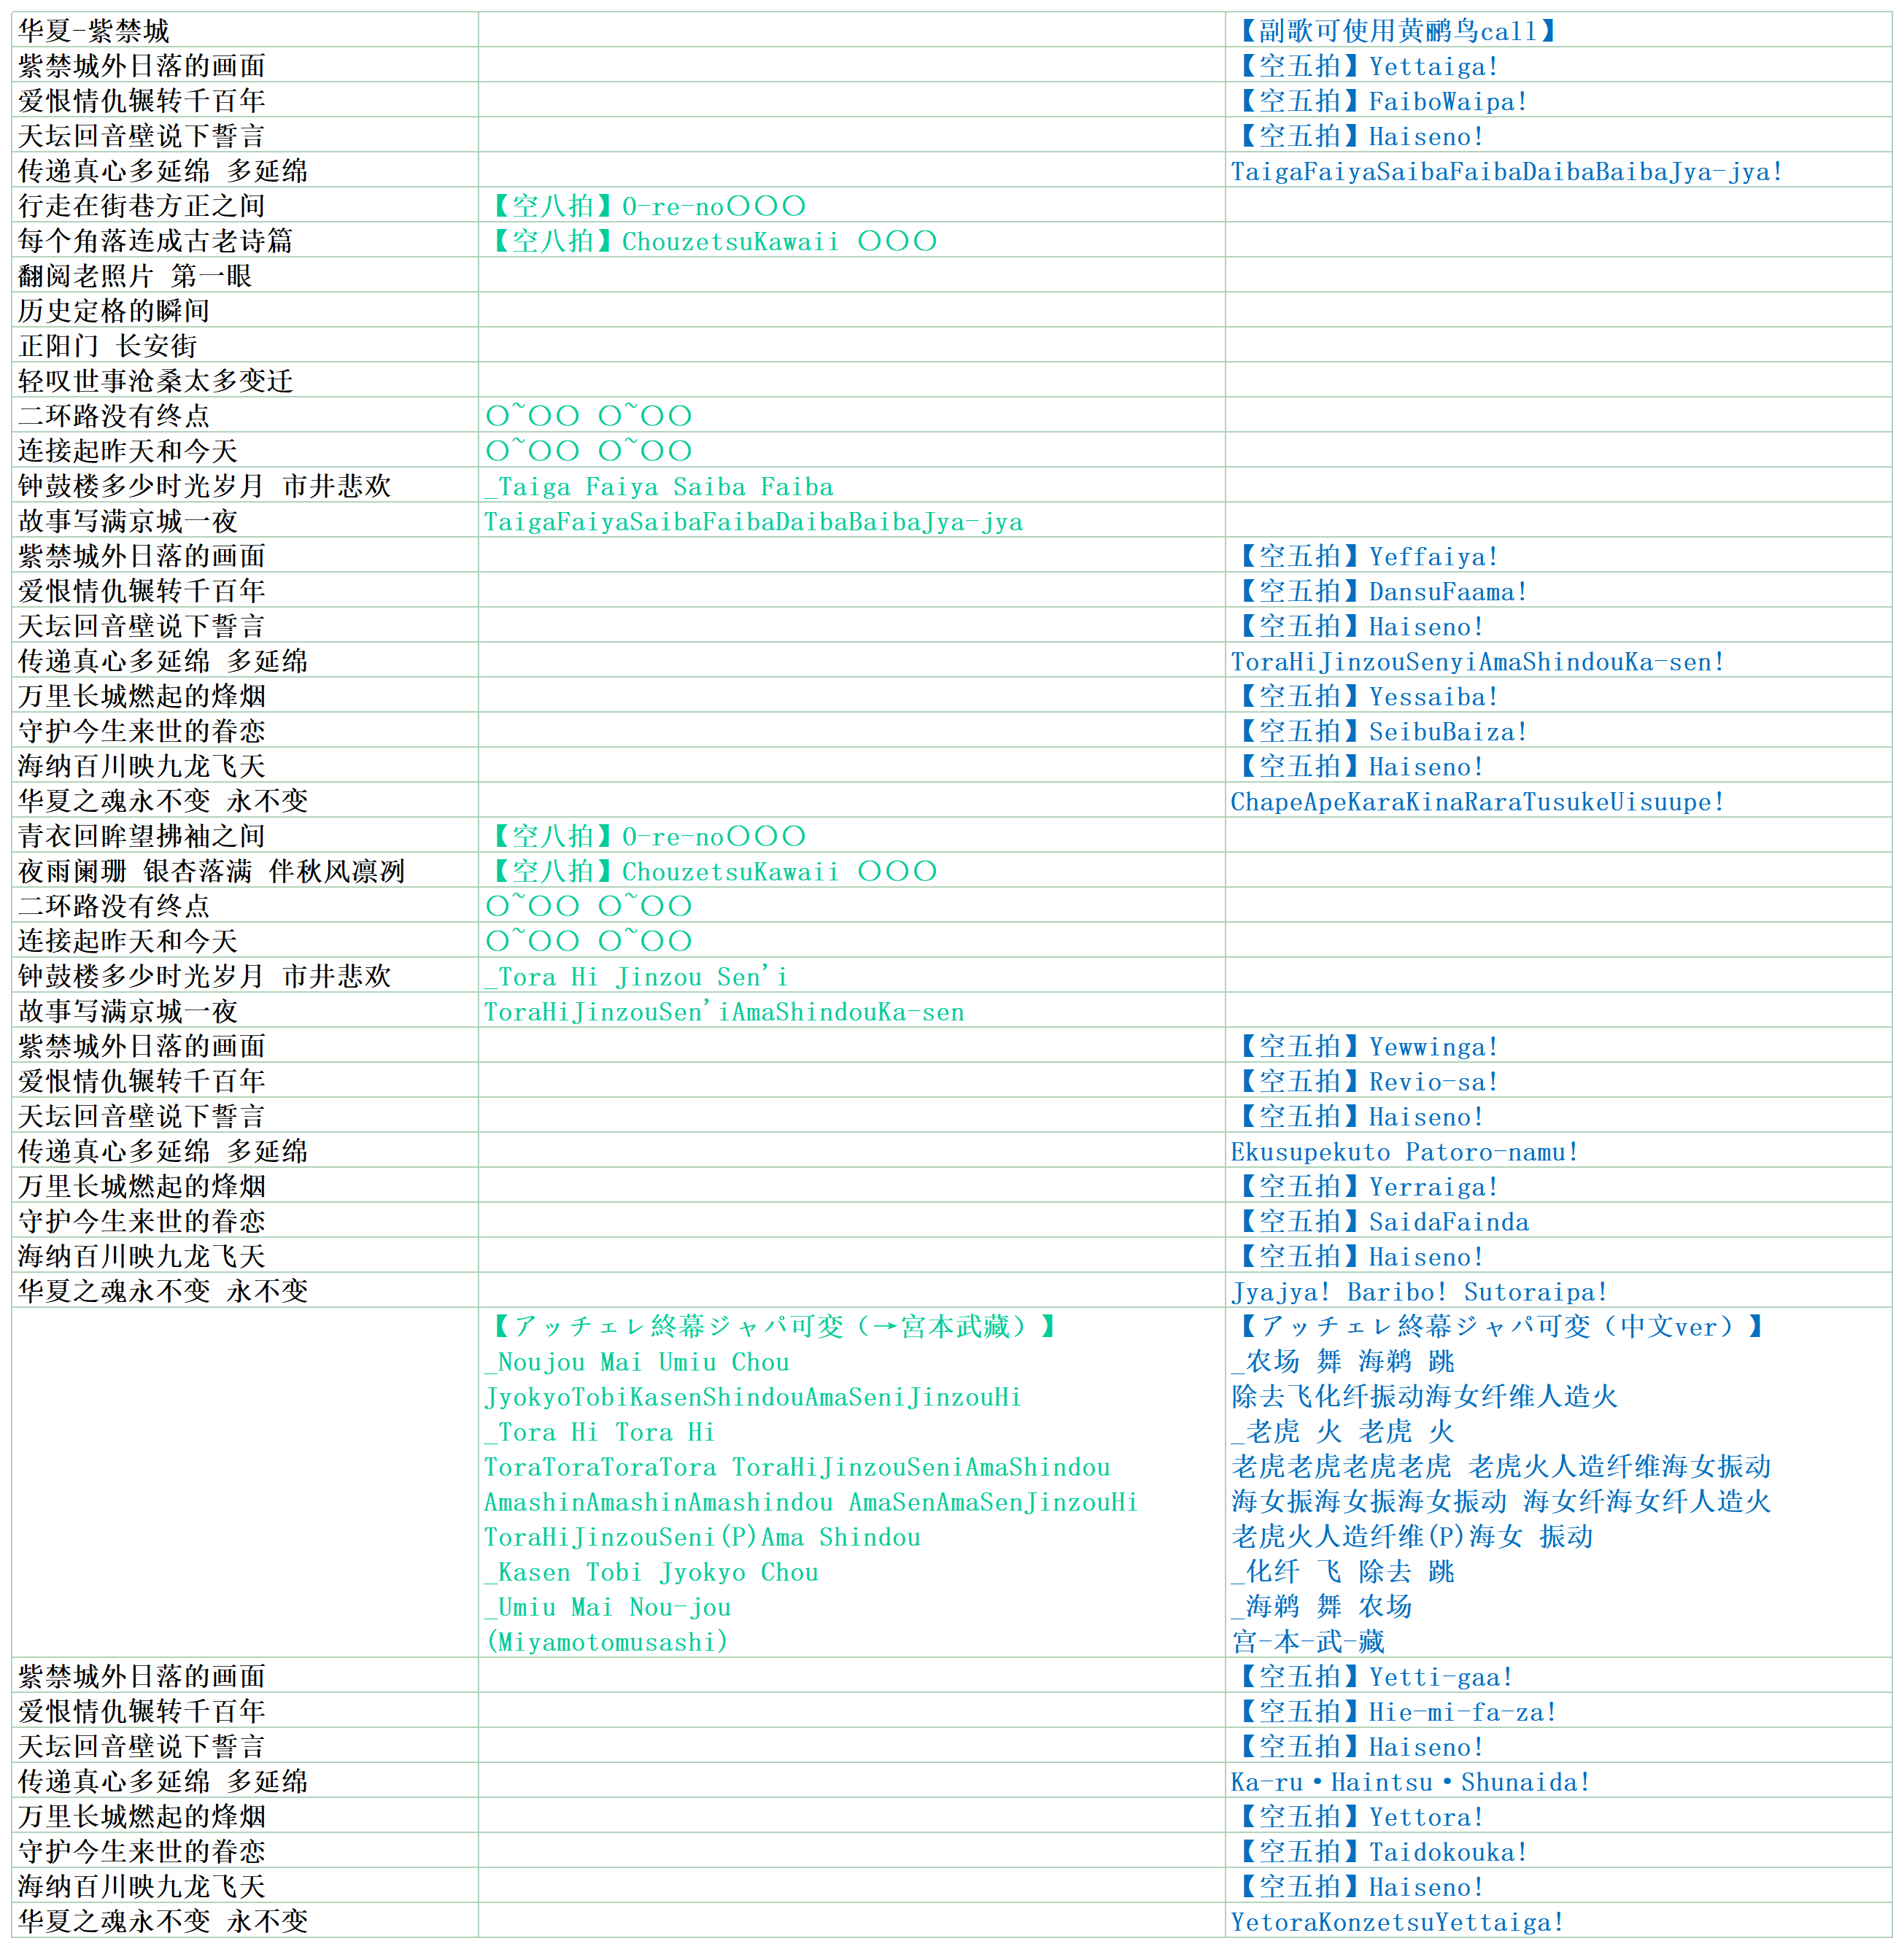 华夏-紫禁城 【副歌可使用黄鹂鸟call】
紫禁城外日落的画面 【空五拍】Yettaiga!
爱恨情仇辗转千百年 【空五拍】FaiboWaipa!
天坛回音壁说下誓言 【空五拍】Haiseno!
传递真心多延绵 多延绵 TaigaFaiyaSaibaFaibaDaibaBaibaJya-jya!
行走在街巷方正之间 【空八拍】O-re-no〇〇〇
每个角落连成古老诗篇 【空八拍】ChouzetsuKawaii 〇〇〇
翻阅老照片 第一眼
历史定格的瞬间
正阳门 长安街
轻叹世事沧桑太多变迁
二环路没有终点 〇~〇〇 〇~〇〇
连接起昨天和今天 〇~〇〇 〇~〇〇
钟鼓楼多少时光岁月 市井悲欢 _Taiga Faiya Saiba Faiba
故事写满京城一夜 TaigaFaiyaSaibaFaibaDaibaBaibaJya-jya
紫禁城外日落的画面 【空五拍】Yeffaiya!
爱恨情仇辗转千百年 【空五拍】DansuFaama!
天坛回音壁说下誓言 【空五拍】Haiseno!
传递真心多延绵 多延绵 ToraHiJinzouSenyiAmaShindouKa-sen!
万里长城燃起的烽烟 【空五拍】Yessaiba!
守护今生来世的眷恋 【空五拍】SeibuBaiza!
海纳百川映九龙飞天 【空五拍】Haiseno!
华夏之魂永不变 永不变 ChapeApeKaraKinaRaraTusukeUisuupe!
青衣回眸望拂袖之间 【空八拍】O-re-no〇〇〇
夜雨阑珊 银杏落满 伴秋风凛冽 【空八拍】ChouzetsuKawaii 〇〇〇
二环路没有终点 〇~〇〇 〇~〇〇
连接起昨天和今天 〇~〇〇 〇~〇〇
钟鼓楼多少时光岁月 市井悲欢 _Tora Hi Jinzou Sen'i
故事写满京城一夜 ToraHiJinzouSen'iAmaShindouKa-sen
紫禁城外日落的画面 【空五拍】Yewwinga!
爱恨情仇辗转千百年 【空五拍】Revio-sa!
天坛回音壁说下誓言 【空五拍】Haiseno!
传递真心多延绵 多延绵 Ekusupekuto Patoro-namu!
万里长城燃起的烽烟 【空五拍】Yerraiga!
守护今生来世的眷恋 【空五拍】SaidaFainda
海纳百川映九龙飞天 【空五拍】Haiseno!
华夏之魂永不变 永不变 Jyajya! Baribo! Sutoraipa!
【アッチェレ終幕ジャパ可变（→宮本武藏）】 【アッチェレ終幕ジャパ可变（中文ver）】
_Noujou Mai Umiu Chou _农场 舞 海鹈 跳
JyokyoTobiKasenShindouAmaSeniJinzouHi 除去飞化纤振动海女纤维人造火
_Tora Hi Tora Hi _老虎 火 老虎 火
ToraToraToraTora ToraHiJinzouSeniAmaShindou 老虎老虎老虎老虎 老虎火人造纤维海女振动
AmashinAmashinAmashindou AmaSenAmaSenJinzouHi 海女振海女振海女振动 海女纤海女纤人造火
ToraHiJinzouSeni(P)Ama Shindou 老虎火人造纤维(P)海女 振动
_Kasen Tobi Jyokyo Chou _化纤 飞 除去 跳
_Umiu Mai Nou-jou _海鹈 舞 农场
(Miyamotomusashi) 宫-本-武-藏
紫禁城外日落的画面 【空五拍】Yetti-gaa!
爱恨情仇辗转千百年 【空五拍】Hie-mi-fa-za!
天坛回音壁说下誓言 【空五拍】Haiseno!
传递真心多延绵 多延绵 Ka-ru·Haintsu·Shunaida!
万里长城燃起的烽烟 【空五拍】Yettora!
守护今生来世的眷恋 【空五拍】Taidokouka!
海纳百川映九龙飞天 【空五拍】Haiseno!
华夏之魂永不变 永不变 YetoraKonzetsuYettaiga!